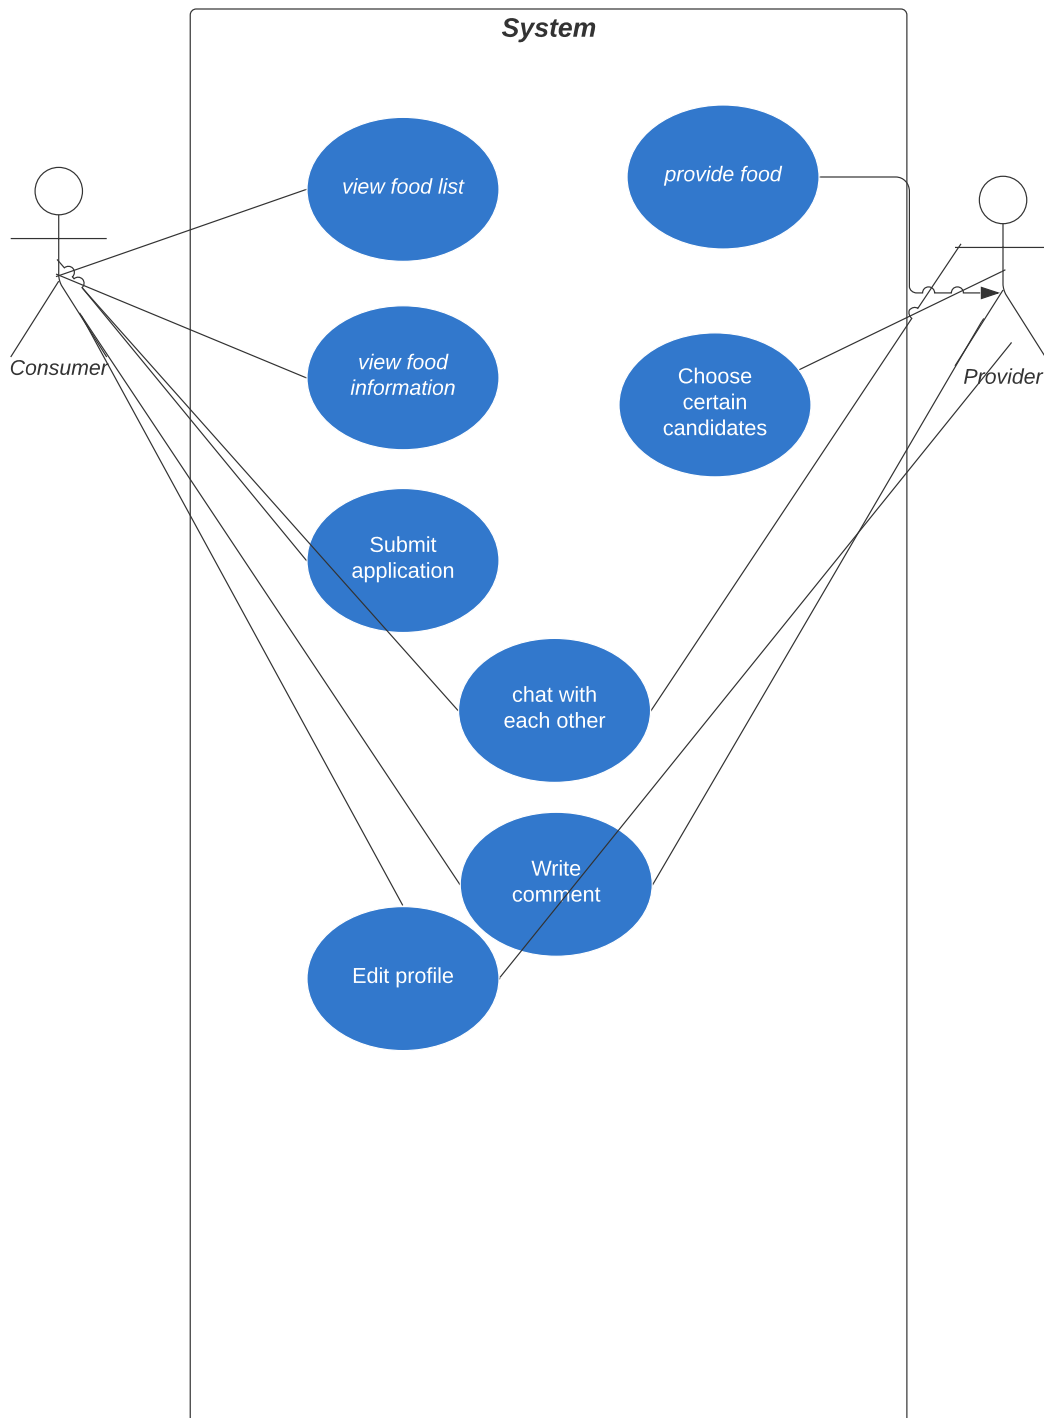 System
view food list
provide food
Consumer
view food
information
Provider
Choose
certain
candidates
Submit
application
chat with
each other
Write
comment
Edit profile